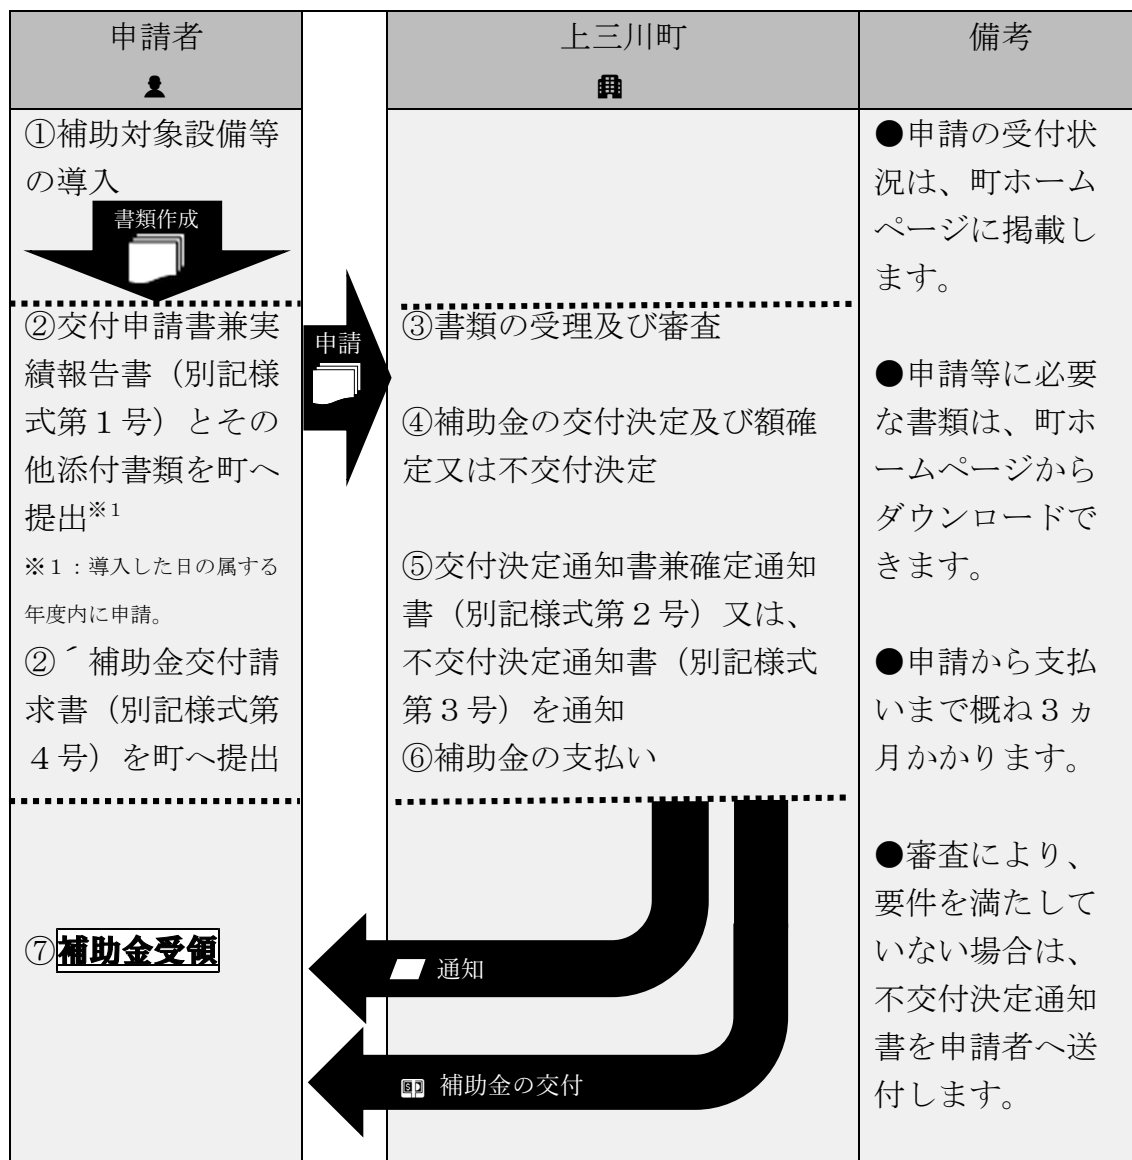 申請者
上三川町
備考
①補助対象設備等
の導入
書類作成
②交付申請書兼実
績報告書（別記様
式第１号）とその
他添付書類を町へ
提出※1
※１：導入した日の属する
年度内に申請。
②´補助金交付請
求書（別記様式第
４号）を町へ提出
⑦補助金受領
申請
③書類の受理及び審査
④補助金の交付決定及び額確
定又は不交付決定
⑤交付決定通知書兼確定通知
書（別記様式第２号）又は、
不交付決定通知書（別記様式
第３号）を通知
⑥補助金の支払い
通知
補助金の交付
●申請の受付状
況は、町ホーム
ページに掲載し
ます。
●申請等に必要
な書類は、町ホ
ームページから
ダウンロードで
きます。
●申請から支払
いまで概ね３ヵ
月かかります。
●審査により、
要件を満たして
いない場合は、
不交付決定通知
書を申請者へ送
付します。